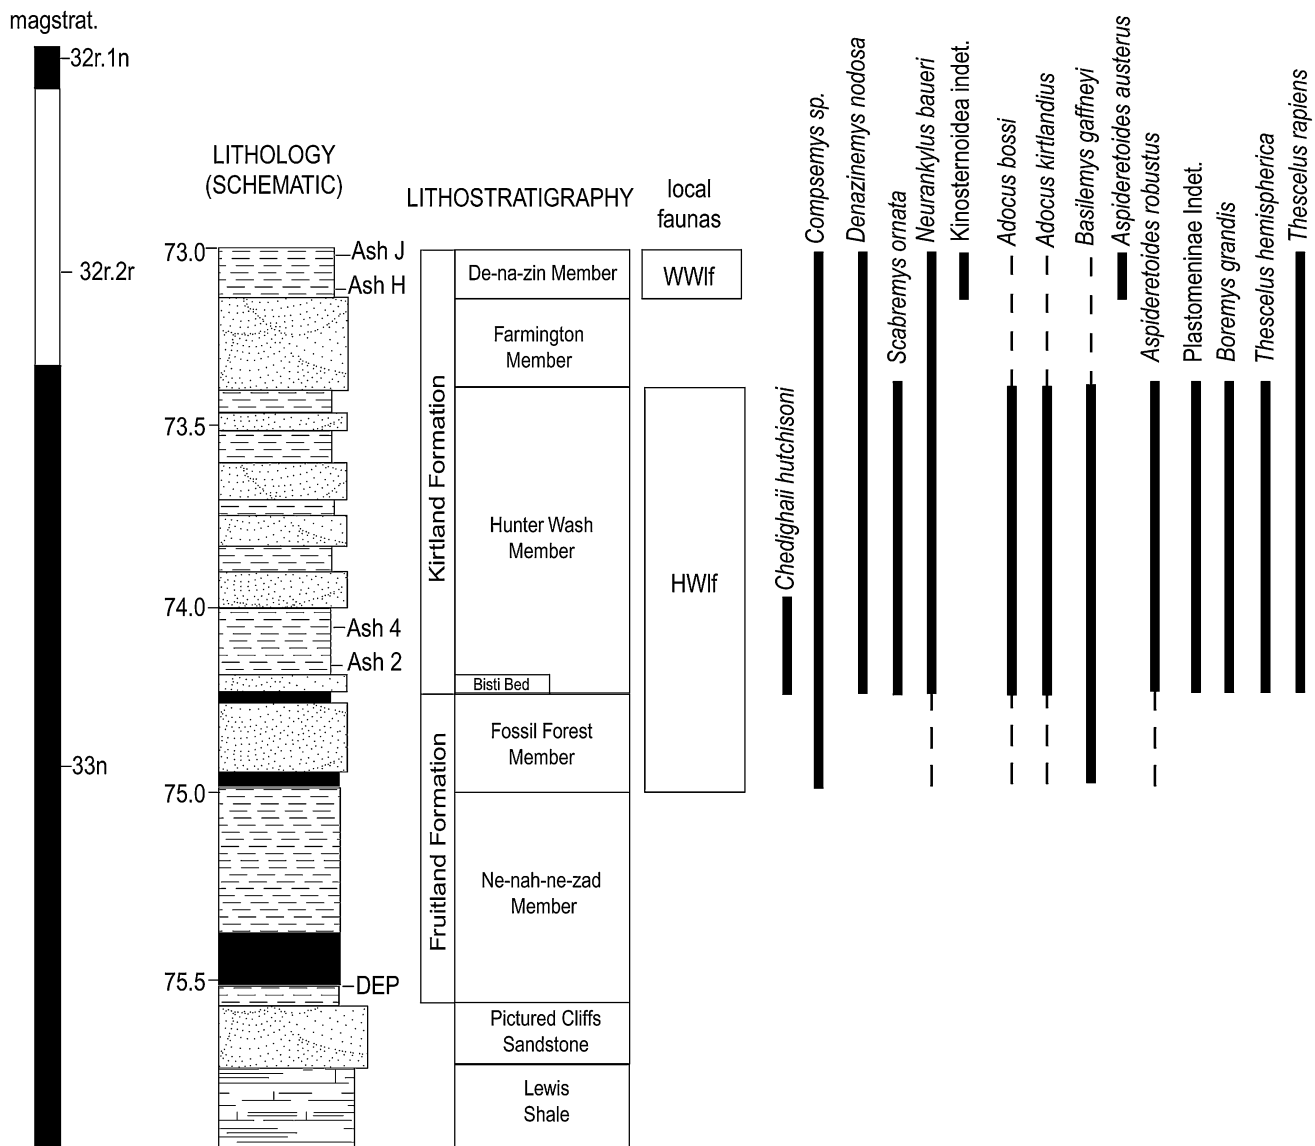 magstrat.
32r.1n
32r.2r
33n
LITHOLOGY
(SCHEMATIC)
73.0
73.5
74.0
75.0
75.5
Ash J
Ash H
Ash 4
Ash 2
DEP
LITHOSTRATIGRAPHY
Kirtland Formation
Fruitland Formation
De-na-zin Member
Farmington
Member
Hunter Wash
Member
Bisti Bed
Fossil Forest
Member
Ne-nah-ne-zad
Member
Pictured Cliffs
Sandstone
Lewis
Shale
local
faunas
WWlf
HWlf
Chedighaii hutchisoni
Compsemys sp.
Denazinemys nodosa
Scabremys ornata
Neurankylus baueri
Kinosternoidea indet.
Adocus bossi
Adocus kirtlandius
Basilemys gaffneyi
Aspideretoides austerus
Aspideretoides robustus
Plastomeninae Indet.
Boremys grandis
Thescelus hemispherica
Thescelus rapiens